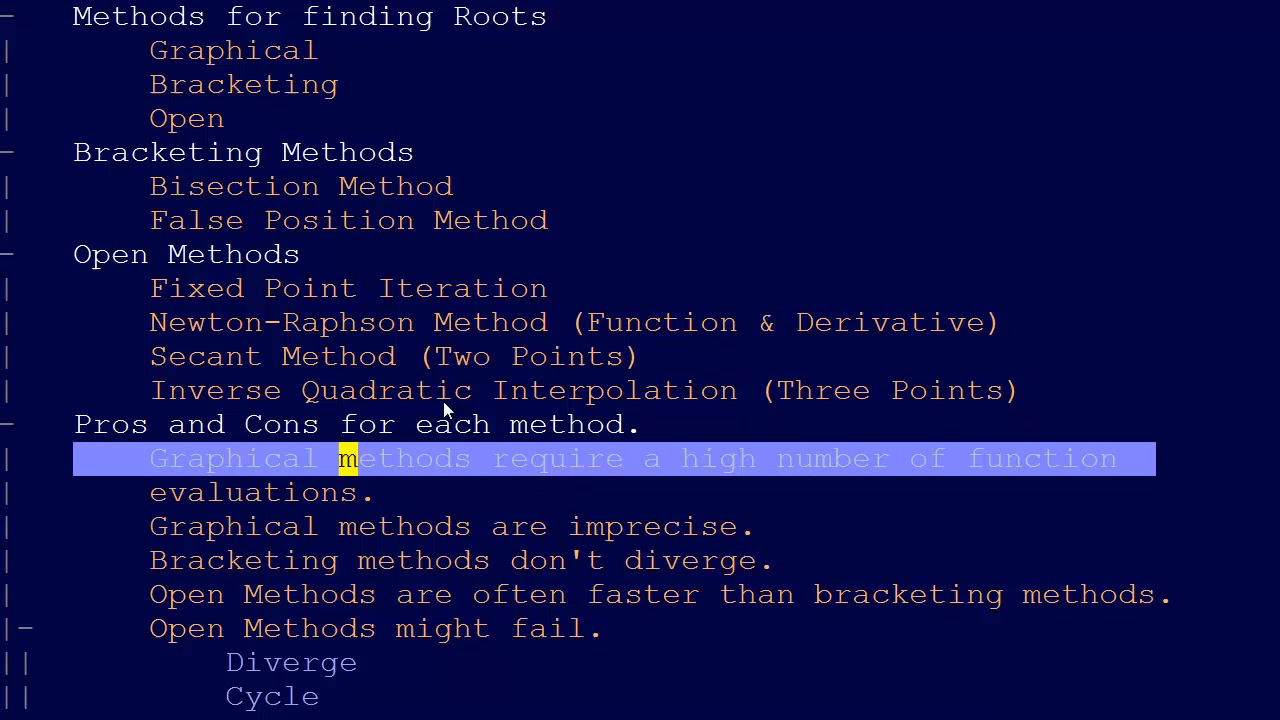 Methods for finding Roots
Graphical
Bracketing
Open
Bracketing Methods
Bisection Method
False Position Method
Open Methods
Fixed Point Iteration
Newton-Raphson Method (Function & Derivative)
Secant Method (Two Points)
Inverse Quadratic Interpolation (Three Points)
Pros and Cons for each method.
Graphical methods require a high number of function
evaluations.
Graphical methods are imprecise.
Bracketing methods don't diverge.
Open Methods are often faster than bracketing methods.
Open Methods might fail.
Diverge
Cycle